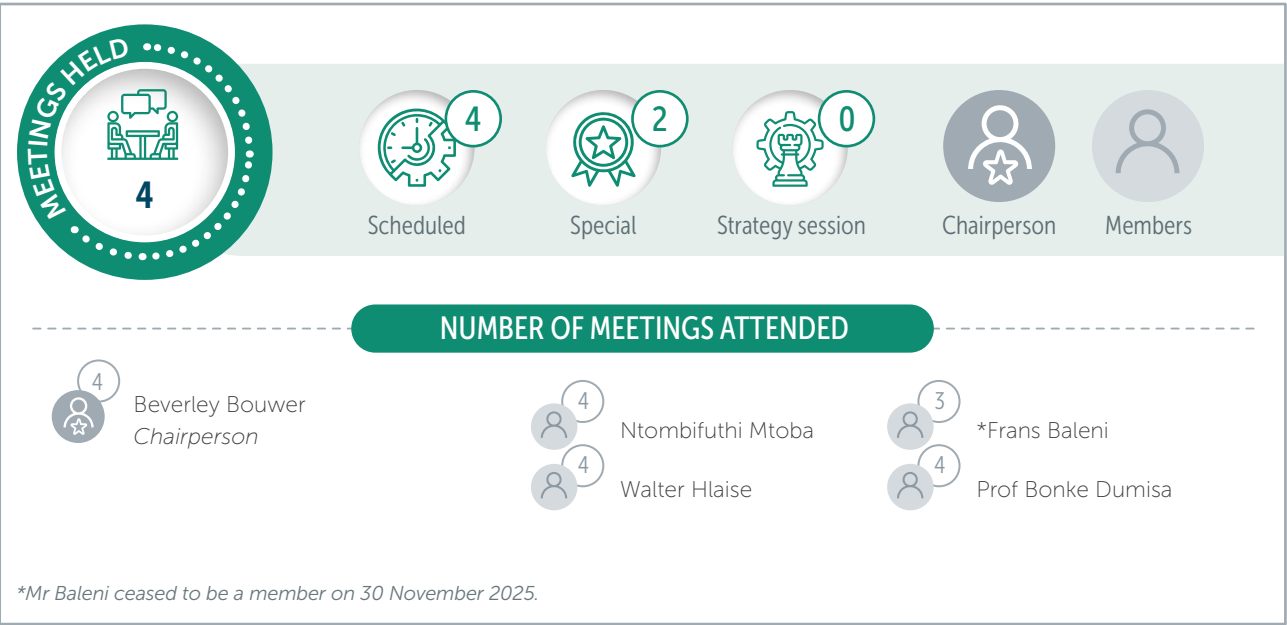 MEETINGS HELD
4
4
Scheduled
2
Special
0
Strategy session
Chairperson
Members
NUMBER OF MEETINGS ATTENDED
4
Beverley Bouwer
Chairperson
4
Ntombifuthi Mtoba
4
Walter Hlaise
3
*Frans Baleni
4
Prof Bonke Dumisa
*Mr Baleni ceased to be a member on 30 November 2025.